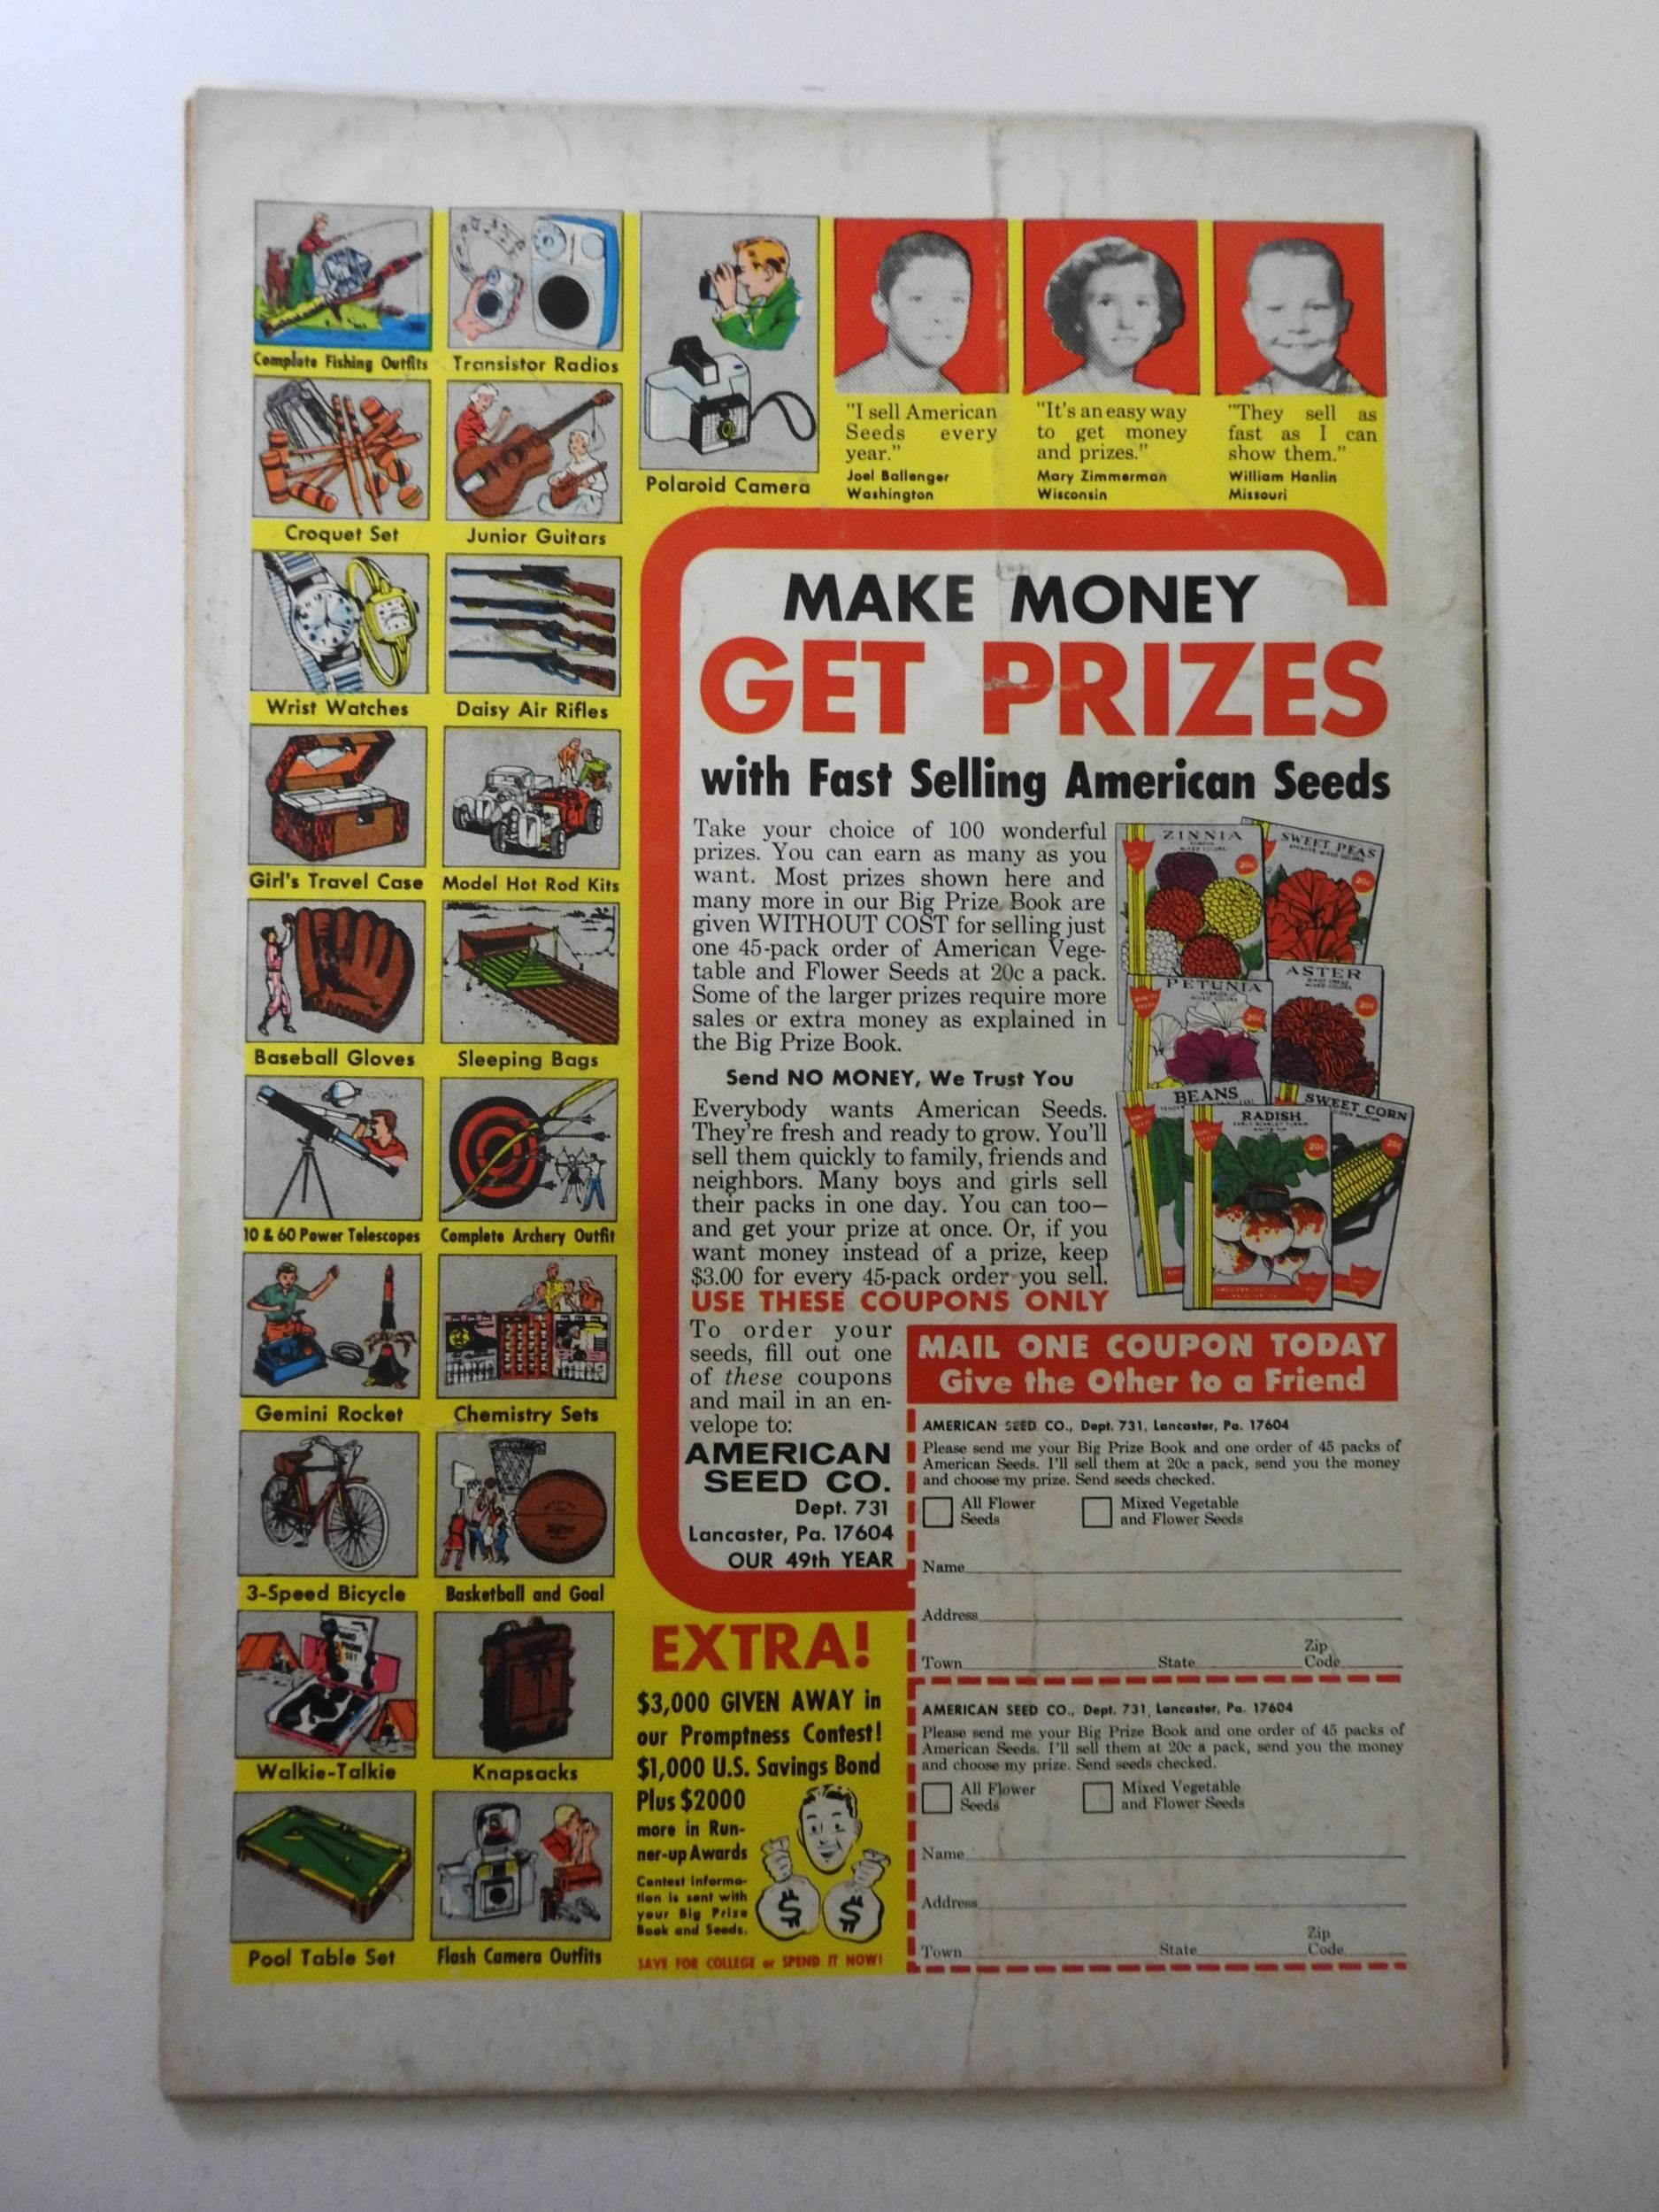 Complete Fishing Outfits
Transistor Radios
Polaroid Camera
Croquet Set
Junior Guitars
Wrist Watches
Daisy Air Rifles
Girl's Travel Case
Model Hot Rod Kits
Baseball Gloves
Sleeping Bags
10 & 60 Power Telescopes
Complete Archery Outfit
Gemini Rocket
Chemistry Sets
3-Speed Bicycle
Basketball and Goal
Walkie-Talkie
Knapsacks
Pool Table Set
Flash Camera Outfits
"I sell American
Seeds every
year."
Joel Ballenger
Washington
"It's an easy way
to get money
and prizes."
Mary Zimmerman
Wisconsin
"They sell as
fast as I can
show them."
William Hanlin
Missouri
MAKE MONEY
GET PRIZES
with Fast Selling American Seeds
Take your choice of 100 wonderful
prizes. You can earn as many as you
want. Most prizes shown here and
many more in our Big Prize Book are
given WITHOUT COST for selling just
one 45-pack order of American Vege-
table and Flower Seeds at 20c a pack.
Some of the larger prizes require more
sales or extra money as explained in
the Big Prize Book.
Send NO MONEY, We Trust You
Everybody wants American Seeds.
They're fresh and ready to grow. You'll
sell them quickly to family, friends and
neighbors. Many boys and girls sell
their packs in one day. You can too—
and get your prize at once. Or, if you
want money instead of a prize, keep
$3.00 for every 45-pack order you sell.
USE THESE COUPONS ONLY
To order your
seeds, fill out one
of these coupons
and mail in an en-
velope to:
AMERICAN
SEED CO.
Dept. 731
Lancaster, Pa. 17604
OUR 49th YEAR
ZINNIA
20c
SWEET PEAS
20c
PETUNIA
20c
ASTER
20c
BEANS
RADISH
20c
SWEET CORN
20c
MAIL ONE COUPON TODAY
Give the Other to a Friend
AMERICAN SEED CO., Dept. 731, Lancaster, Pa. 17604
Please send me your Big Prize Book and one order of 45 packs of
American Seeds. I'll sell them at 20c a pack, send you the money
and choose my prize. Send seeds checked.
All Flower
Seeds
Mixed Vegetable
and Flower Seeds
Name
Address
Town State Zip Code
AMERICAN SEED CO., Dept. 731, Lancaster, Pa. 17604
Please send me your Big Prize Book and one order of 45 packs of
American Seeds. I'll sell them at 20c a pack, send you the money
and choose my prize. Send seeds checked.
All Flower
Seeds
Mixed Vegetable
and Flower Seeds
Name
Address
Town State Zip Code
EXTRA!
$3,000 GIVEN AWAY in
our Promptness Contest!
$1,000 U.S. Savings Bond
Plus $2000
more in Run-
ner-up Awards
Contest informa-
tion is sent with
your Big Prize
Book and Seeds.
$ $
SAVE FOR COLLEGE or SPEND IT NOW!